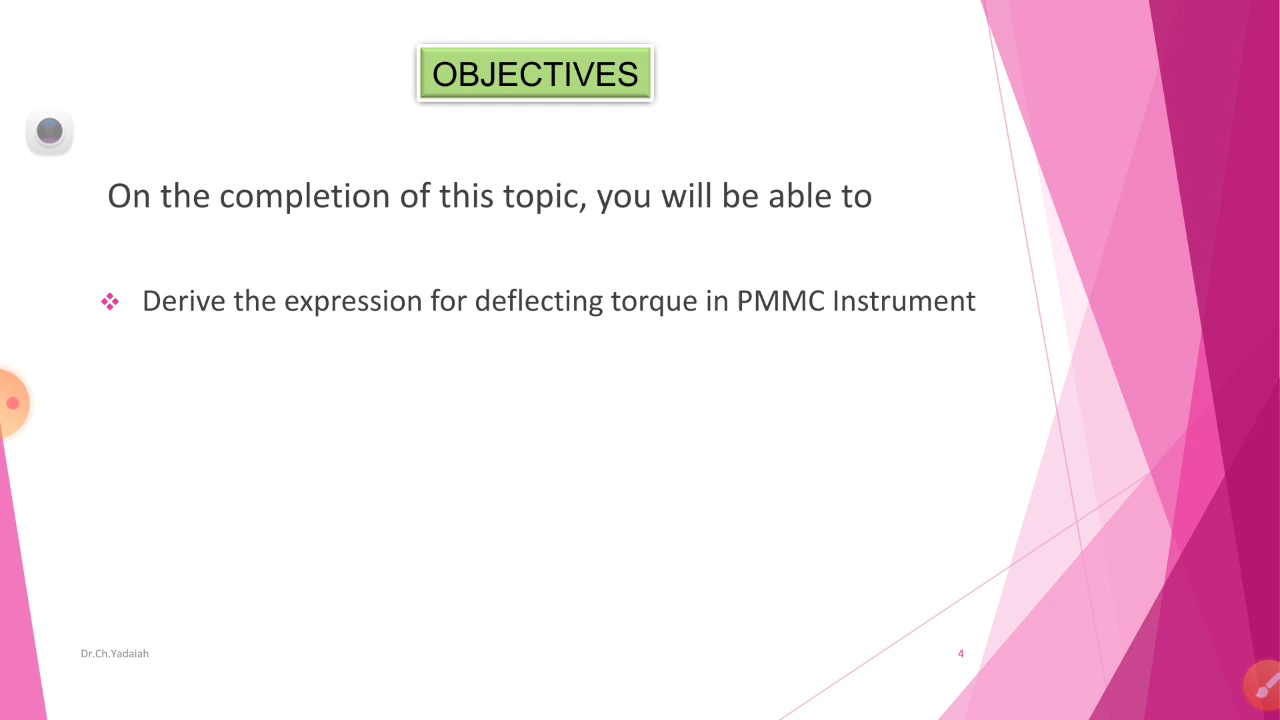 OBJECTIVES
On the completion of this topic, you will be able to
Derive the expression for deflecting torque in PMMC Instrument
Dr.Ch.Yadaiah
4